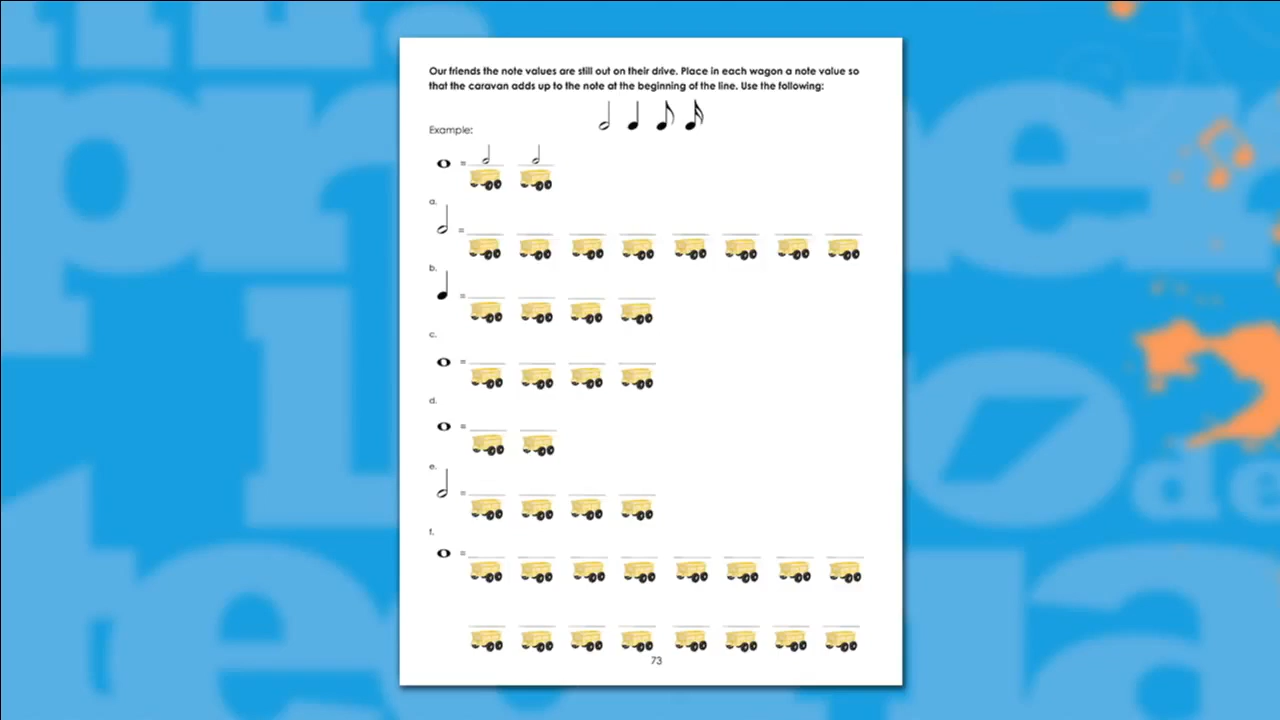 Our friends the note values are still out on their drive. Place in each wagon a note value so
that the caravan adds up to the note at the beginning of the line. Use the following:
Example:
=
a.
=
b.
=
c.
=
d.
=
e.
=
f.
=
73